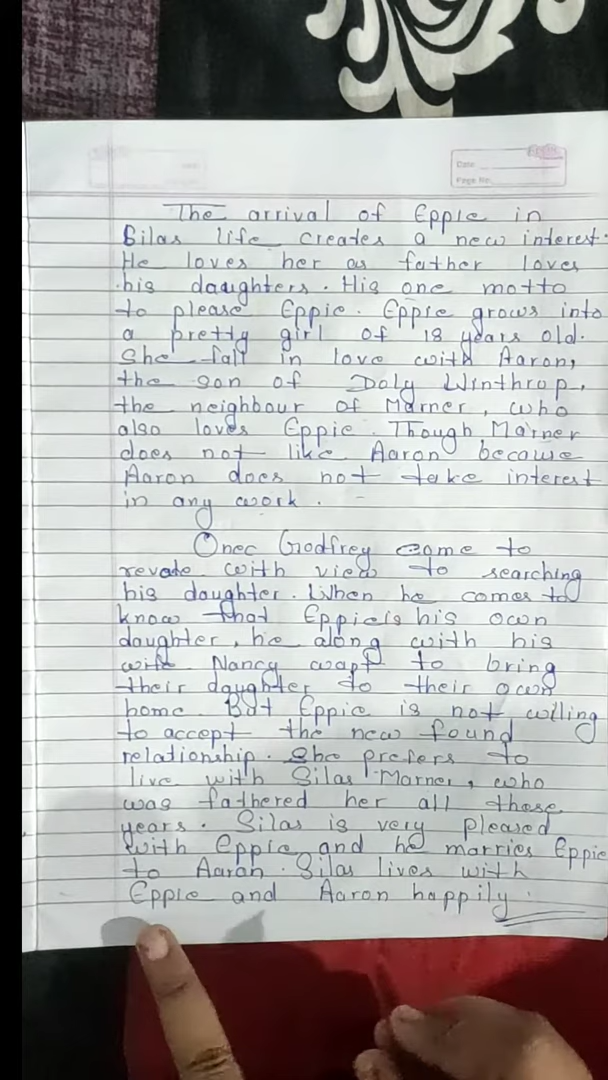 Date
Page No.
The arrival of Eppie in
Silas life creates a new interest.
He loves her as father loves
his daughters. His one motto
to please Eppie. Eppie grows into
a pretty girl of 18 years old.
She fall in love with Aaron,
the son of Doly Winthrop,
the neighbour of Marner, who
also loves Eppie. Though Marner
does not like Aaron because
Aaron does not take interest
in any work.
Onec Godfrey come to
revate with view to searching
his daughter. When he comes to
know that Eppie is his own
daughter, he along with his
wife Nancy want to bring
their daughter to their own
home But Eppie is not willing
to accept the new found
relationship. She prefers to
live with Silas Marner, who
was fathered her all these
years. Silas is very pleased
with Eppie and he marries Eppie
to Aaron. Silas lives with
Eppie and Aaron happily.